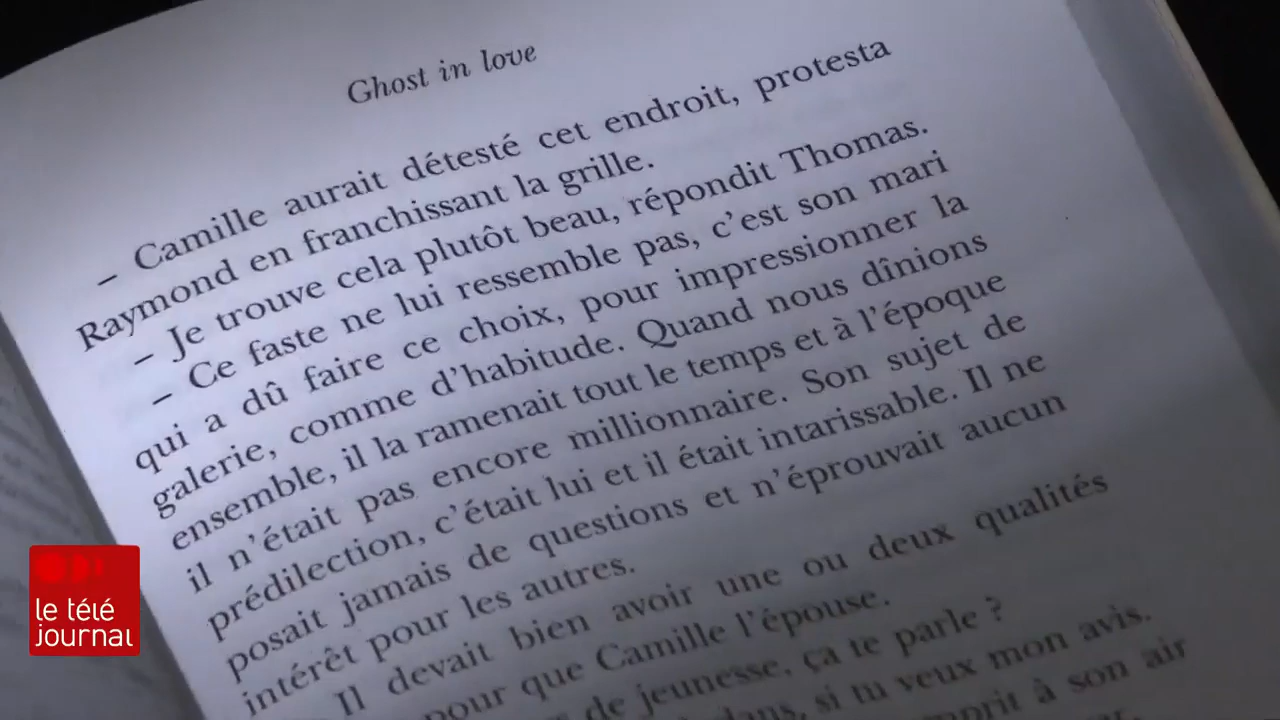 Ghost in love
– Camille aurait détesté cet endroit, protesta
Raymond en franchissant la grille.
– Je trouve cela plutôt beau, répondit Thomas.
– Ce faste ne lui ressemble pas, c'est son mari
qui a dû faire ce choix, pour impressionner la
galerie, comme d'habitude. Quand nous dînions
ensemble, il la ramenait tout le temps et à l'époque
il n'était pas encore millionnaire. Son sujet de
prédilection, c'était lui et il était intarissable. Il ne
posait jamais de questions et n'éprouvait aucun
intérêt pour les autres.
Il devait bien avoir une ou deux qualités
pour que Camille l'épouse.
de jeunesse, ça te parle ?
dans, si tu veux mon avis.
à son air
le télé
journal